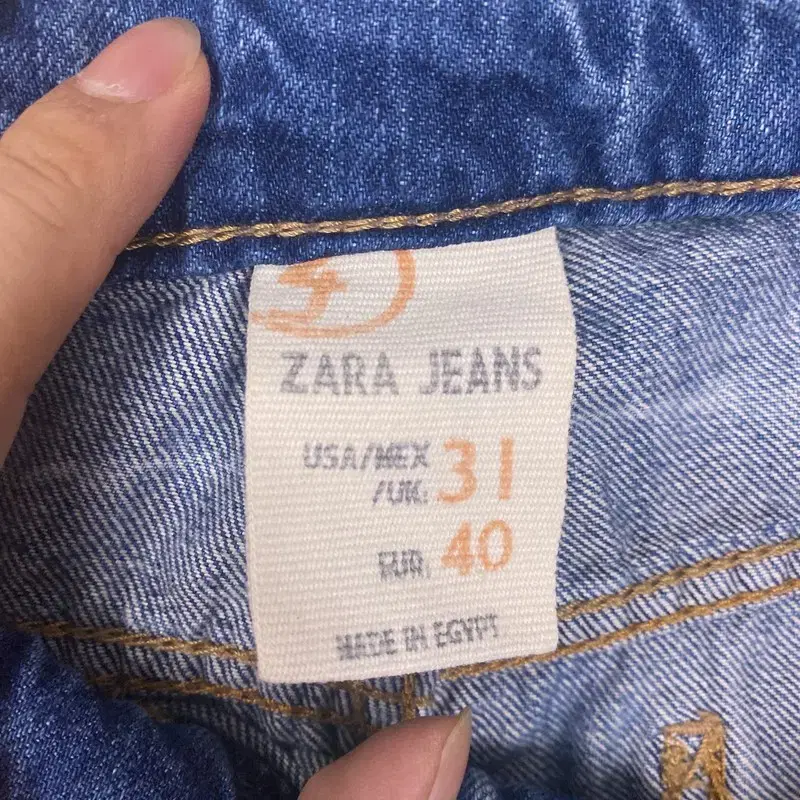 ZARA JEANS
USA/MEX
/UK: 31
EUR. 40
MADE IN EGYPT